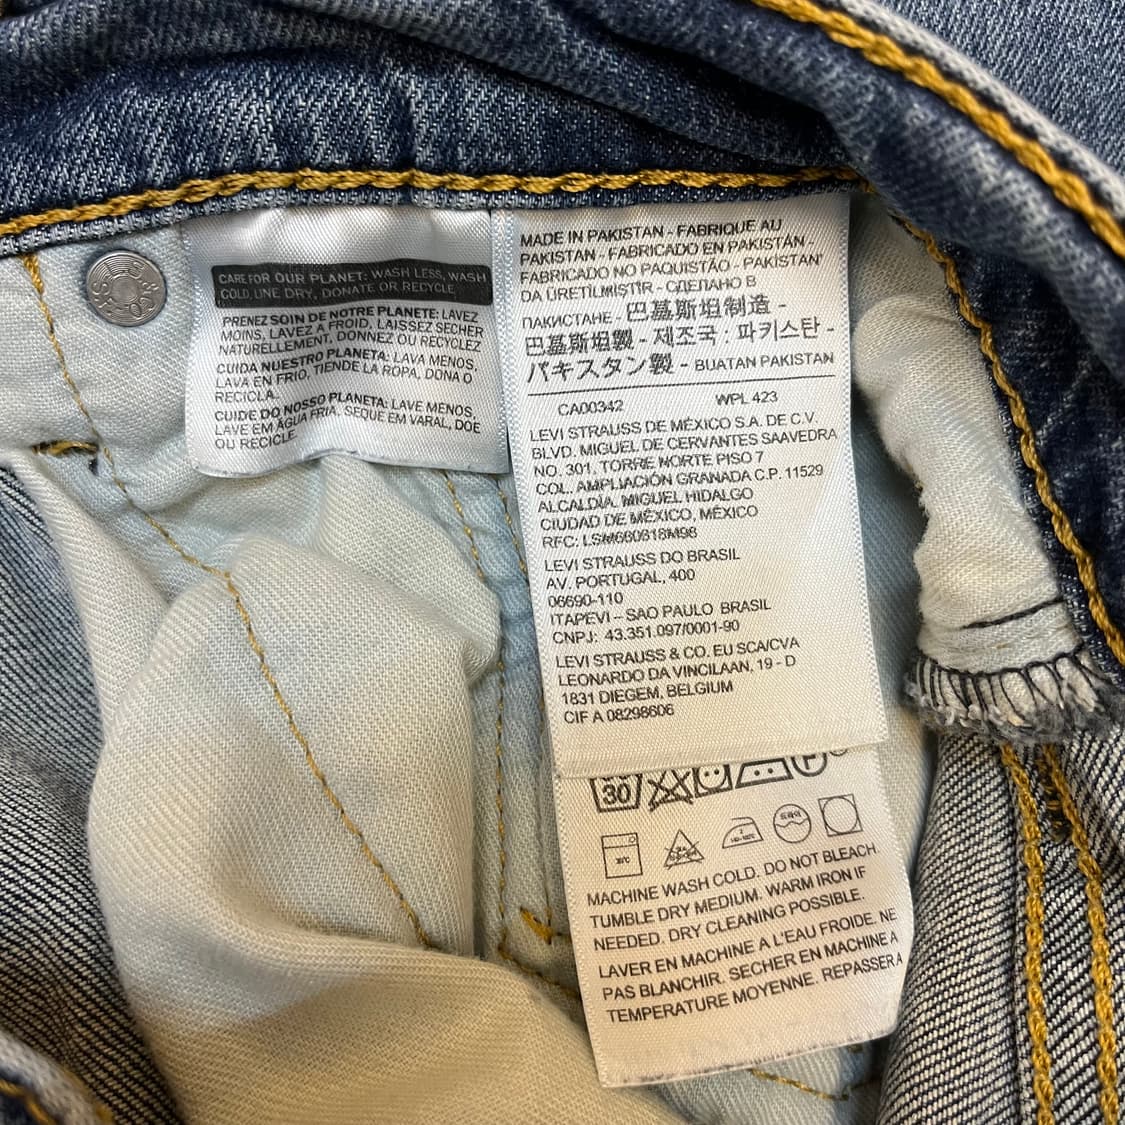 CARE FOR OUR PLANET: WASH LESS, WASH
COLD, LINE DRY, DONATE OR RECYCLE
PRENEZ SOIN DE NOTRE PLANETE: LAVEZ
MOINS, LAVEZ A FROID, LAISSEZ SECHER
NATURELLEMENT, DONNEZ OU RECYCLEZ
CUIDA NUESTRO PLANETA: LAVA MENOS,
LAVA EN FRIO, TIENDE LA ROPA, DONA O
RECICLA.
CUIDE DO NOSSO PLANETA: LAVE MENOS,
LAVE EM ÁGUA FRIA, SEQUE EM VARAL, DOE
OU RECICLE.
MADE IN PAKISTAN - FABRIQUE AU
PAKISTAN - FABRICADO EN PAKISTÁN -
FABRICADO NO PAQUISTÃO - PAKİSTAN'
DA ÜRETİLMİŞTİR - СДЕЛАНО В
ПАКИСТАНЕ - 巴基斯坦制造 -
巴基斯坦製 - 제조국 : 파키스탄 -
パキスタン製 - BUATAN PAKISTAN
CA00342 WPL 423
LEVI STRAUSS DE MÉXICO S.A. DE C.V.
BLVD. MIGUEL DE CERVANTES SAAVEDRA
NO. 301, TORRE NORTE PISO 7
COL. AMPLIACIÓN GRANADA C.P. 11529
ALCALDÍA. MIGUEL HIDALGO
CIUDAD DE MÉXICO, MÉXICO
RFC: LSM660618M98
LEVI STRAUSS DO BRASIL
AV. PORTUGAL, 400
06690-110
ITAPEVI – SAO PAULO BRASIL
CNPJ: 43.351.097/0001-90
LEVI STRAUSS & CO. EU SCA/CVA
LEONARDO DA VINCILAAN, 19 - D
1831 DIEGEM, BELGIUM
CIF A 08298606
30
P
30℃
MACHINE WASH COLD. DO NOT BLEACH.
TUMBLE DRY MEDIUM. WARM IRON IF
NEEDED. DRY CLEANING POSSIBLE.
LAVER EN MACHINE A L'EAU FROIDE. NE
PAS BLANCHIR. SECHER EN MACHINE A
TEMPERATURE MOYENNE. REPASSER A